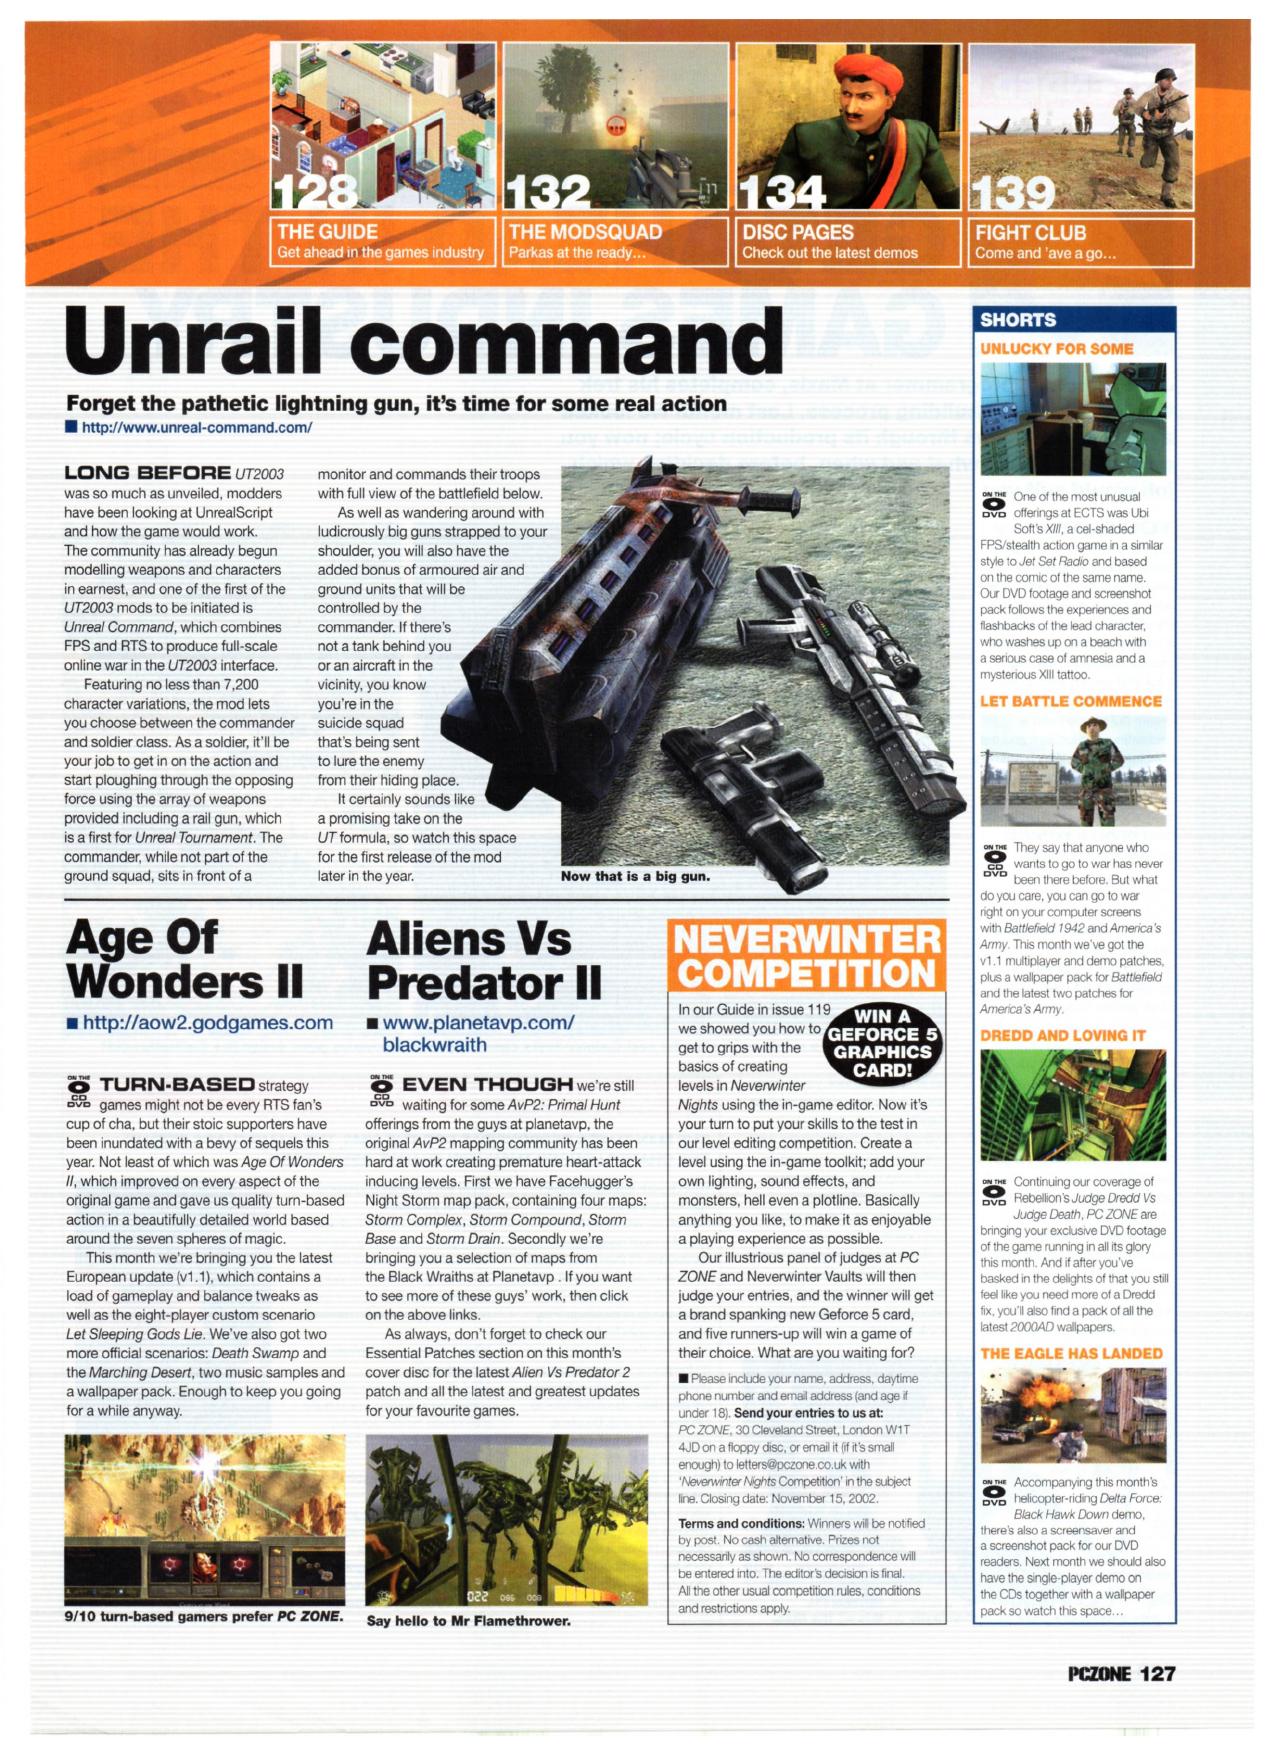 128
THE GUIDE
Get ahead in the games industry
132
THE MODSQUAD
Parkas at the ready...
134
DISC PAGES
Check out the latest demos
139
FIGHT CLUB
Come and 'ave a go...
Unrail command
Forget the pathetic lightning gun, it's time for some real action
http://www.unreal-command.com/
LONG BEFORE UT2003
was so much as unveiled, modders
have been looking at UnrealScript
and how the game would work.
The community has already begun
modelling weapons and characters
in earnest, and one of the first of the
UT2003 mods to be initiated is
Unreal Command, which combines
FPS and RTS to produce full-scale
online war in the UT2003 interface.
Featuring no less than 7,200
character variations, the mod lets
you choose between the commander
and soldier class. As a soldier, it'll be
your job to get in on the action and
start ploughing through the opposing
force using the array of weapons
provided including a rail gun, which
is a first for Unreal Tournament. The
commander, while not part of the
ground squad, sits in front of a
monitor and commands their troops
with full view of the battlefield below.
As well as wandering around with
ludicrously big guns strapped to your
shoulder, you will also have the
added bonus of armoured air and
ground units that will be
controlled by the
commander. If there's
not a tank behind you
or an aircraft in the
vicinity, you know
you're in the
suicide squad
that's being sent
to lure the enemy
from their hiding place.
It certainly sounds like
a promising take on the
UT formula, so watch this space
for the first release of the mod
later in the year.
Now that is a big gun.
Age Of
Wonders II
http://aow2.godgames.com
ON THE
CD
DVD
TURN-BASED strategy
games might not be every RTS fan's
cup of cha, but their stoic supporters have
been inundated with a bevy of sequels this
year. Not least of which was Age Of Wonders
II, which improved on every aspect of the
original game and gave us quality turn-based
action in a beautifully detailed world based
around the seven spheres of magic.
This month we're bringing you the latest
European update (v1.1), which contains a
load of gameplay and balance tweaks as
well as the eight-player custom scenario
Let Sleeping Gods Lie. We've also got two
more official scenarios: Death Swamp and
the Marching Desert, two music samples and
a wallpaper pack. Enough to keep you going
for a while anyway.
9/10 turn-based gamers prefer PC ZONE.
Aliens Vs
Predator II
www.planetavp.com/
blackwraith
ON THE
CD
DVD
EVEN THOUGH we're still
waiting for some AvP2: Primal Hunt
offerings from the guys at planetavp, the
original AvP2 mapping community has been
hard at work creating premature heart-attack
inducing levels. First we have Facehugger's
Night Storm map pack, containing four maps:
Storm Complex, Storm Compound, Storm
Base and Storm Drain. Secondly we're
bringing you a selection of maps from
the Black Wraiths at Planetavp . If you want
to see more of these guys' work, then click
on the above links.
As always, don't forget to check our
Essential Patches section on this month's
cover disc for the latest Alien Vs Predator 2
patch and all the latest and greatest updates
for your favourite games.
022 086 008
Say hello to Mr Flamethrower.
NEVERWINTER
COMPETITION
WIN A
GEFORCE 5
GRAPHICS
CARD!
In our Guide in issue 119
we showed you how to
get to grips with the
basics of creating
levels in Neverwinter
Nights using the in-game editor. Now it's
your turn to put your skills to the test in
our level editing competition. Create a
level using the in-game toolkit; add your
own lighting, sound effects, and
monsters, hell even a plotline. Basically
anything you like, to make it as enjoyable
a playing experience as possible.
Our illustrious panel of judges at PC
ZONE and Neverwinter Vaults will then
judge your entries, and the winner will get
a brand spanking new Geforce 5 card,
and five runners-up will win a game of
their choice. What are you waiting for?
Please include your name, address, daytime
phone number and email address (and age if
under 18). Send your entries to us at:
PC ZONE, 30 Cleveland Street, London W1T
4JD on a floppy disc, or email it (if it's small
enough) to letters@pczone.co.uk with
'Neverwinter Nights Competition' in the subject
line. Closing date: November 15, 2002.
Terms and conditions: Winners will be notified
by post. No cash alternative. Prizes not
necessarily as shown. No correspondence will
be entered into. The editor's decision is final.
All the other usual competition rules, conditions
and restrictions apply.
SHORTS
UNLUCKY FOR SOME
ON THE
DVD
One of the most unusual
offerings at ECTS was Ubi
Soft's XIII, a cel-shaded
FPS/stealth action game in a similar
style to Jet Set Radio and based
on the comic of the same name.
Our DVD footage and screenshot
pack follows the experiences and
flashbacks of the lead character,
who washes up on a beach with
a serious case of amnesia and a
mysterious XIII tattoo.
LET BATTLE COMMENCE
ON THE
CD
DVD
They say that anyone who
wants to go to war has never
been there before. But what
do you care, you can go to war
right on your computer screens
with Battlefield 1942 and America's
Army. This month we've got the
v1.1 multiplayer and demo patches,
plus a wallpaper pack for Battlefield
and the latest two patches for
America's Army.
DREDD AND LOVING IT
ON THE
DVD
Continuing our coverage of
Rebellion's Judge Dredd Vs
Judge Death, PC ZONE are
bringing your exclusive DVD footage
of the game running in all its glory
this month. And if after you've
basked in the delights of that you still
feel like you need more of a Dredd
fix, you'll also find a pack of all the
latest 2000AD wallpapers.
THE EAGLE HAS LANDED
ON THE
DVD
Accompanying this month's
helicopter-riding Delta Force:
Black Hawk Down demo,
there's also a screensaver and
a screenshot pack for our DVD
readers. Next month we should also
have the single-player demo on
the CDs together with a wallpaper
pack so watch this space...
PCZONE 127